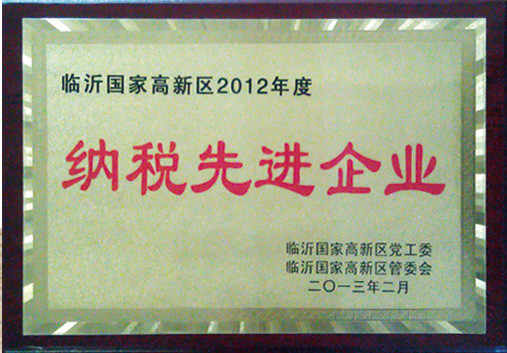 临沂国家高新区2012年度
纳税先进企业
临沂国家高新区党工委
临沂国家高新区管委会
二〇一三年二月